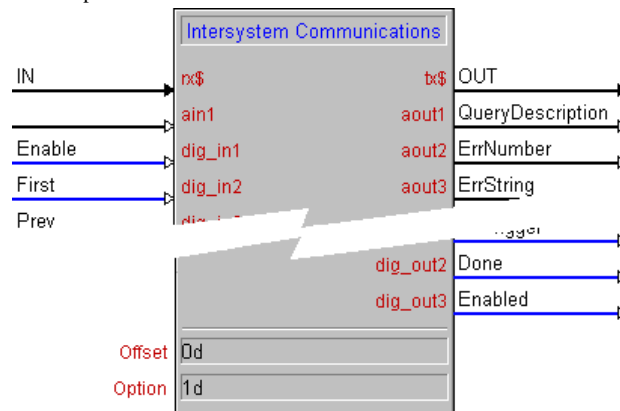 Intersystem Communications
IN rx$ tx$ OUT
ain1 aout1 QueryDescription
Enable dig_in1 aout2 ErrNumber
First dig_in2 aout3 ErrString
Prev
dig_out2 Done
dig_out3 Enabled
Offset 0d
Option 1d